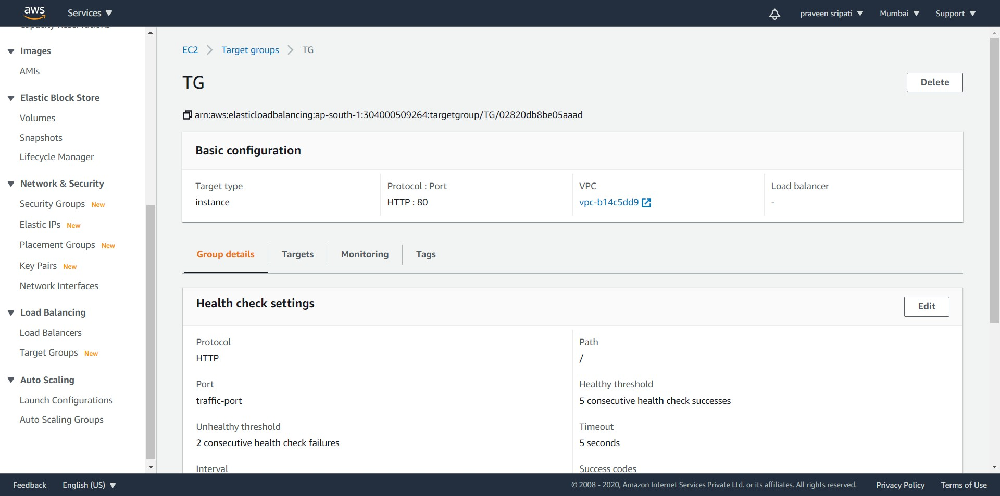 aws
Services
praveen sripati
Mumbai
Support
Capacity Reservations
Images
AMIs
Elastic Block Store
Volumes
Snapshots
Lifecycle Manager
Network & Security
Security Groups New
Elastic IPs New
Placement Groups New
Key Pairs New
Network Interfaces
Load Balancing
Load Balancers
Target Groups New
Auto Scaling
Launch Configurations
Auto Scaling Groups
EC2 > Target groups > TG
TG
Delete
arn:aws:elasticloadbalancing:ap-south-1:304000509264:targetgroup/TG/02820db8be05aaad
Basic configuration
Target type
instance
Protocol : Port
HTTP : 80
VPC
vpc-b14c5dd9
Load balancer
-
Group details
Targets
Monitoring
Tags
Health check settings
Edit
Protocol
HTTP
Path
/
Port
traffic-port
Healthy threshold
5 consecutive health check successes
Unhealthy threshold
2 consecutive health check failures
Timeout
5 seconds
Interval
Success codes
Feedback
English (US)
© 2008 - 2020, Amazon Internet Services Private Ltd. or its affiliates. All rights reserved.
Privacy Policy
Terms of Use